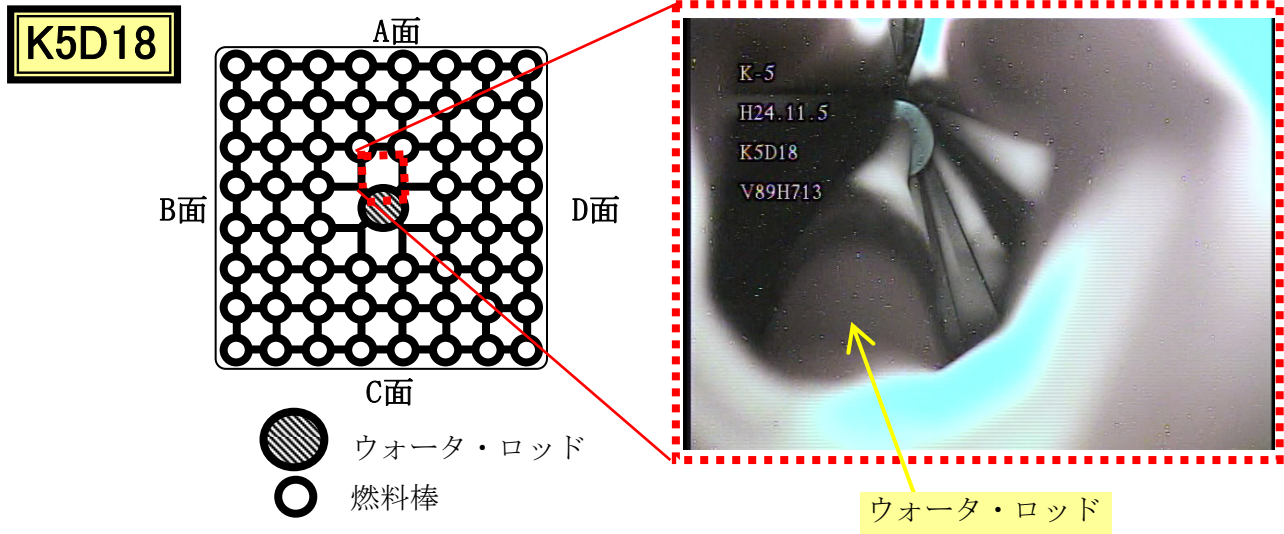 K5D18
A面
B面
D面
C面
ウォータ・ロッド
燃料棒
K-5
H24.11.5
K5D18
V89H713
ウォータ・ロッド